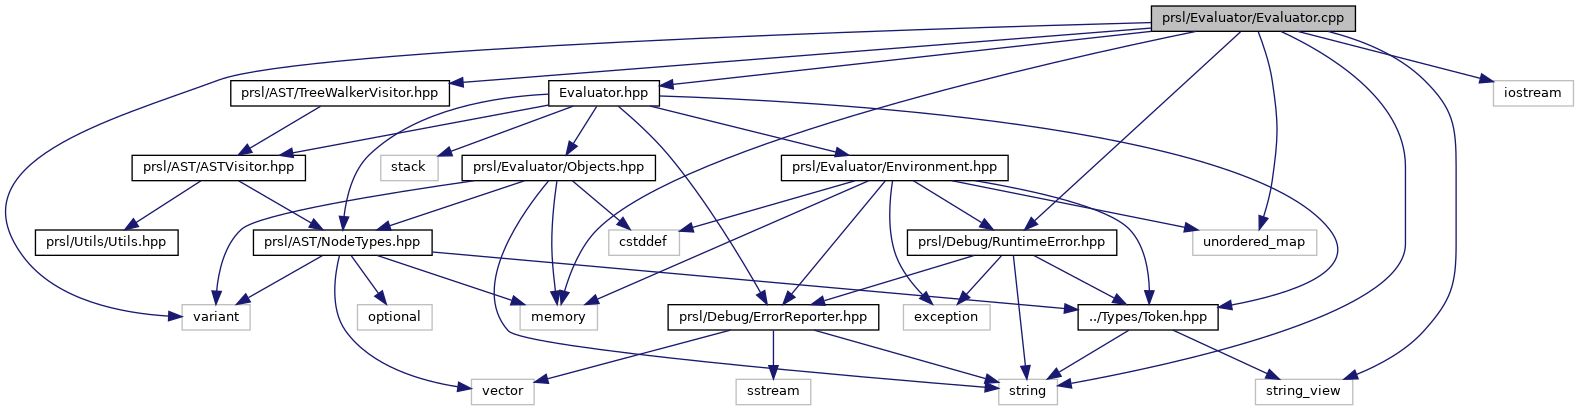 prsl/Evaluator/Evaluator.cpp
prsl/AST/TreeWalkerVisitor.hpp
Evaluator.hpp
iostream
prsl/AST/ASTVisitor.hpp
stack
prsl/Evaluator/Objects.hpp
prsl/Evaluator/Environment.hpp
prsl/Utils/Utils.hpp
prsl/AST/NodeTypes.hpp
cstddef
prsl/Debug/RuntimeError.hpp
unordered_map
variant
optional
memory
prsl/Debug/ErrorReporter.hpp
exception
../Types/Token.hpp
vector
sstream
string
string_view